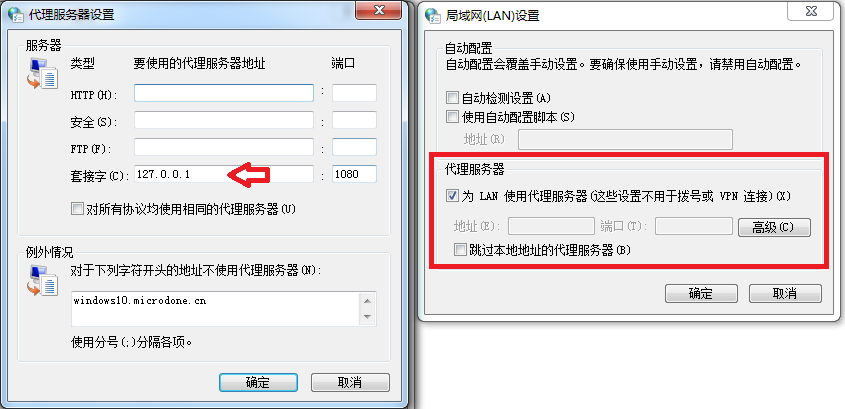 代理服务器设置
服务器
类型 要使用的代理服务器地址 端口
HTTP(H): :
安全(S): :
FTP(F): :
套接字(C): 127.0.0.1 : 1080
对所有协议均使用相同的代理服务器(U)
例外情况
对于下列字符开头的地址不使用代理服务器(N):
windows10.microdone.cn
使用分号(;)分隔各项。
确定 取消
局域网(LAN)设置
自动配置
自动配置会覆盖手动设置。要确保使用手动设置，请禁用自动配置。
自动检测设置(A)
使用自动配置脚本(S)
地址(R)
代理服务器
为 LAN 使用代理服务器(这些设置不用于拨号或 VPN 连接)(X)
地址(E): 端口(T): 高级(C)
跳过本地地址的代理服务器(B)
确定 取消